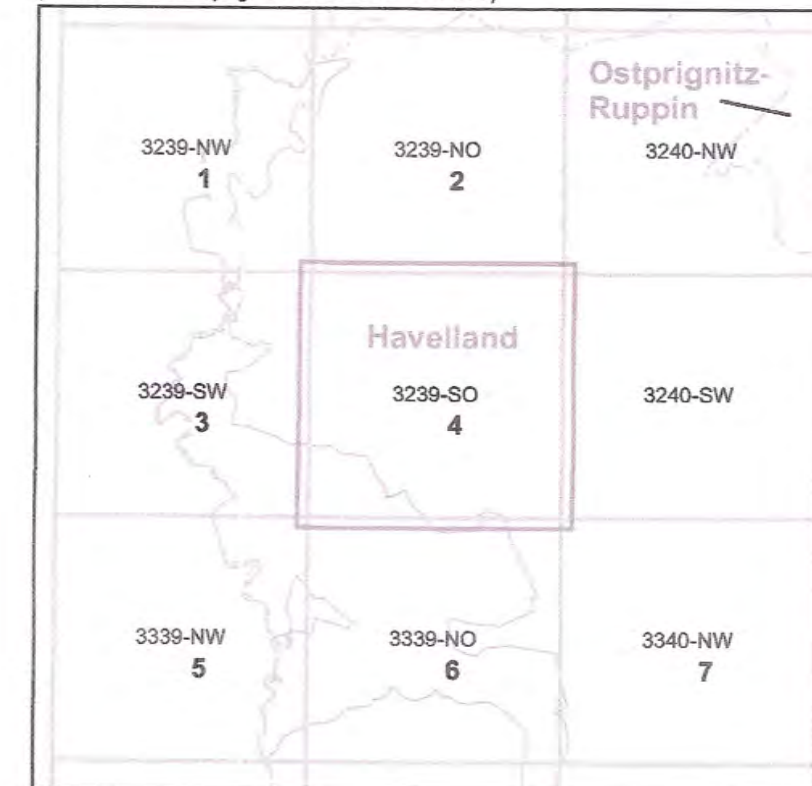 Ostprignitz-
Ruppin
3239-NW
1
3239-NO
2
3240-NW
Havelland
3239-SW
3
3239-SO
4
3240-SW
3339-NW
5
3339-NO
6
3340-NW
7